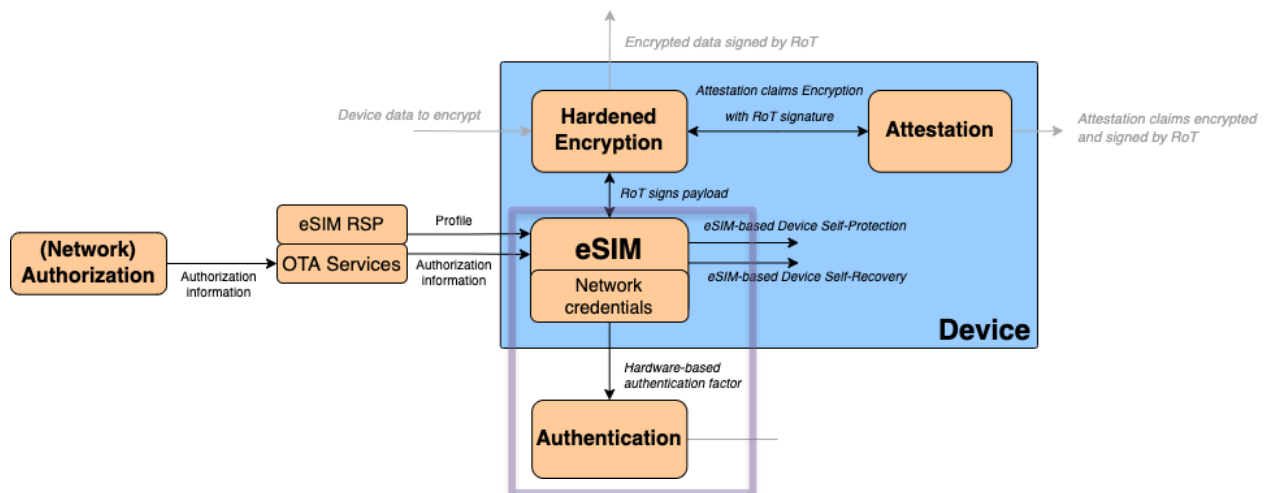 Encrypted data signed by RoT
Device data to encrypt
Hardened
Encryption
Attestation claims Encryption
with RoT signature
Attestation
Attestation claims encrypted
and signed by RoT
RoT signs payload
(Network)
Authorization
Authorization
information
eSIM RSP
OTA Services
Profile
Authorization
information
eSIM
Network
credentials
eSIM-based Device Self-Protection
eSIM-based Device Self-Recovery
Device
Hardware-based
authentication factor
Authentication